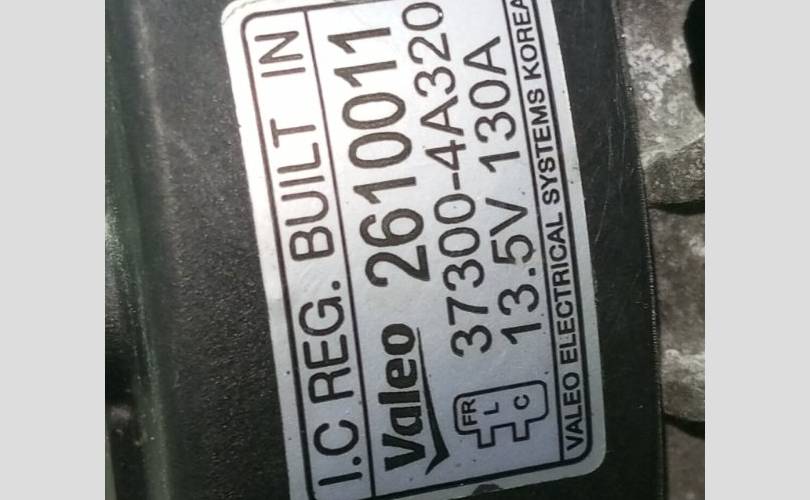 I.C REG. BUILT IN
Valeo 2610011
37300-4A320
13.5V 130A
FR
L
C
VALEO ELECTRICAL SYSTEMS KOREA